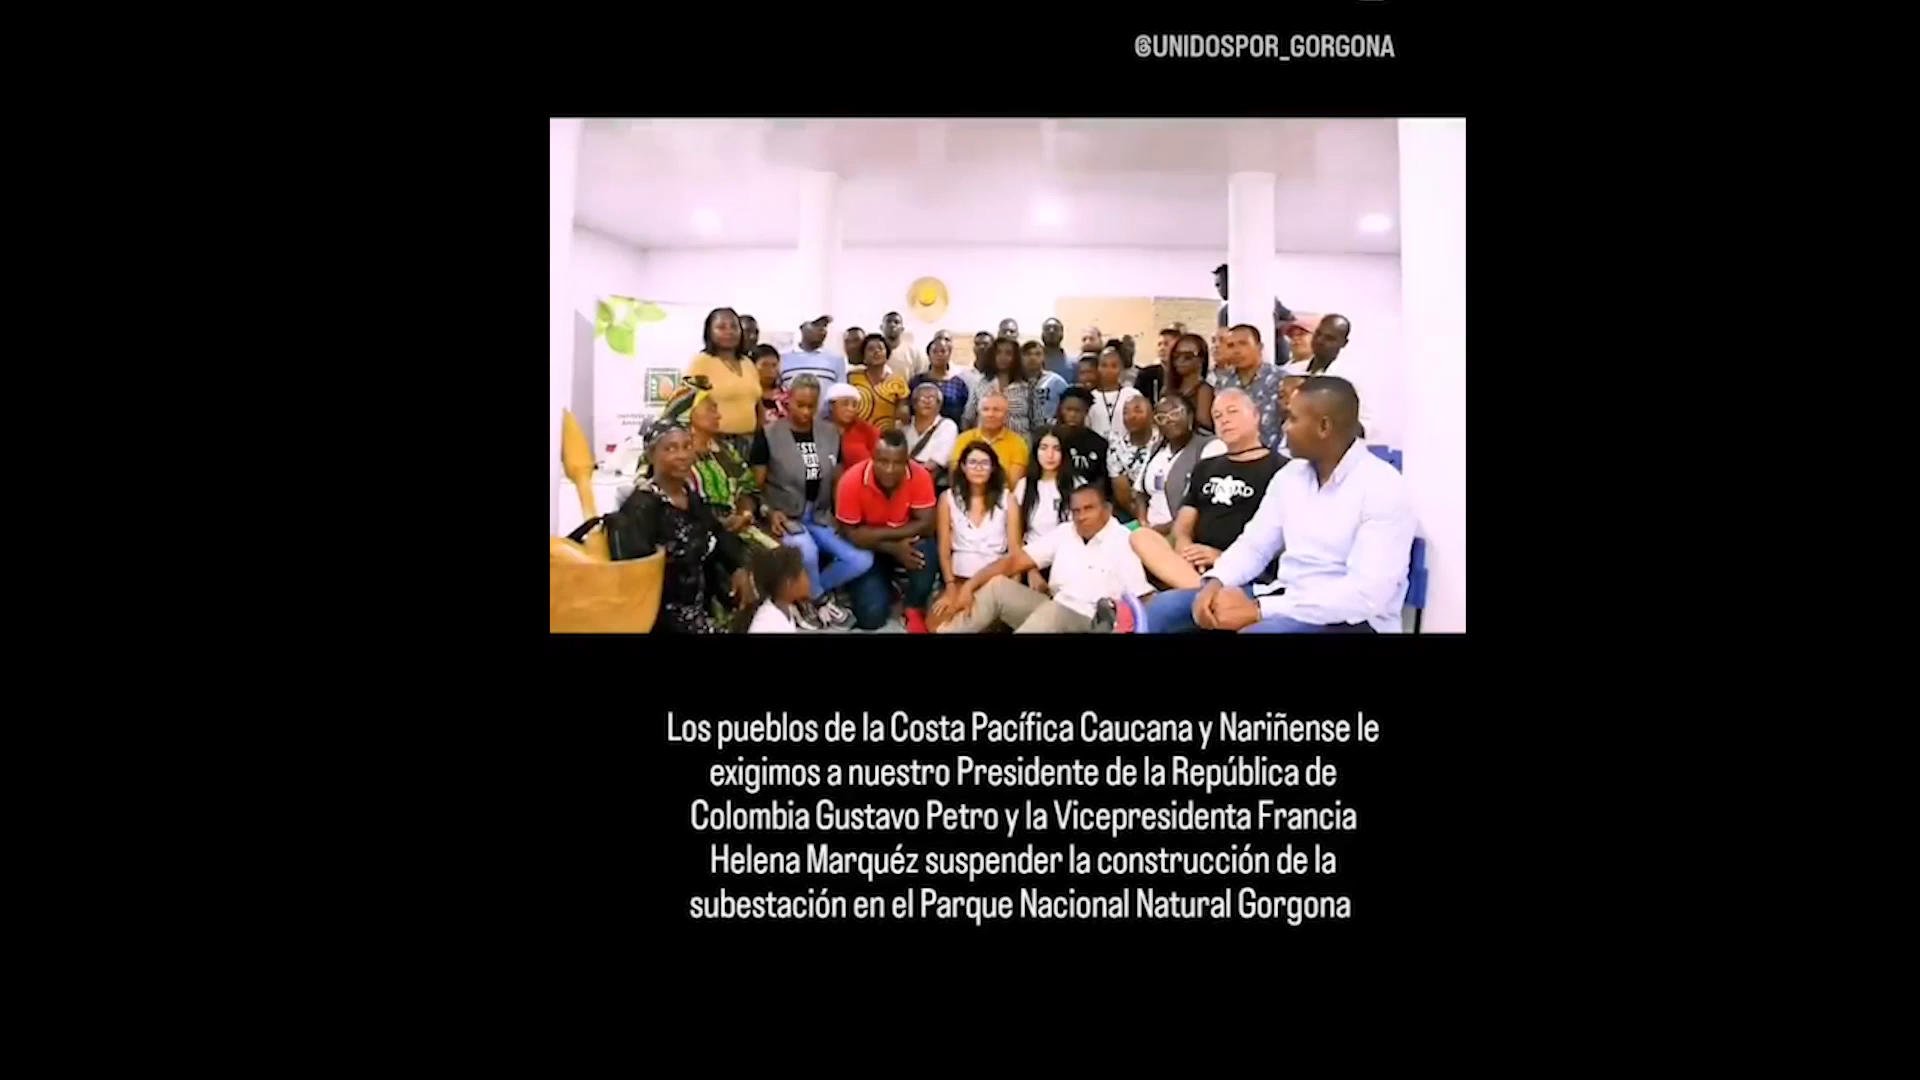 @UNIDOSPOR_GORGONA
Los pueblos de la Costa Pacífica Caucana y Nariñense le
exigimos a nuestro Presidente de la República de
Colombia Gustavo Petro y la Vicepresidenta Francia
Helena Marquéz suspender la construcción de la
subestación en el Parque Nacional Natural Gorgona